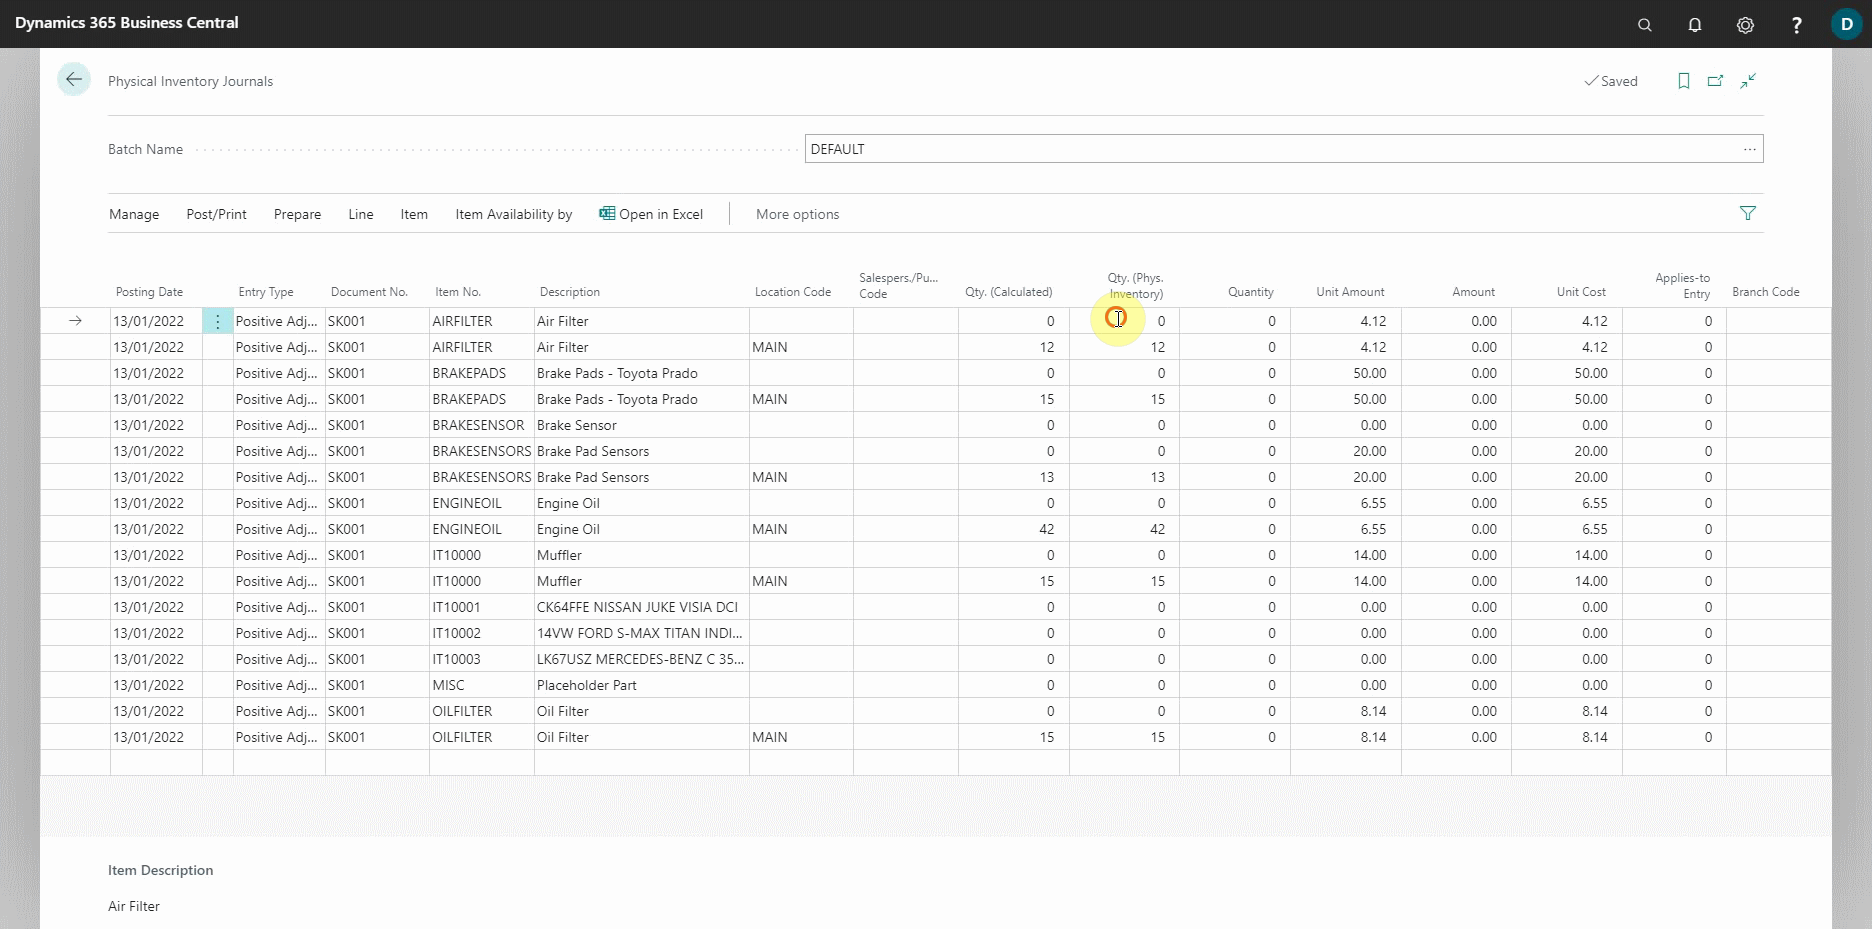 Dynamics 365 Business Central
?
D
Physical Inventory Journals
Saved
Batch Name
DEFAULT
...
Manage Post/Print Prepare Line Item Item Availability by Open in Excel More options
Posting Date Entry Type Document No. Item No. Description Location Code Salespers./Pu... Code Qty. (Calculated) Qty. (Phys. Inventory) Quantity Unit Amount Amount Unit Cost Applies-to Entry Branch Code
13/01/2022 Positive Adj... SK001 AIRFILTER Air Filter 0 0 0 4.12 0.00 4.12 0
13/01/2022 Positive Adj... SK001 AIRFILTER Air Filter MAIN 12 12 0 4.12 0.00 4.12 0
13/01/2022 Positive Adj... SK001 BRAKEPADS Brake Pads - Toyota Prado 0 0 0 50.00 0.00 50.00 0
13/01/2022 Positive Adj... SK001 BRAKEPADS Brake Pads - Toyota Prado MAIN 15 15 0 50.00 0.00 50.00 0
13/01/2022 Positive Adj... SK001 BRAKESENSOR Brake Sensor 0 0 0 0.00 0.00 0.00 0
13/01/2022 Positive Adj... SK001 BRAKESENSORS Brake Pad Sensors 0 0 0 20.00 0.00 20.00 0
13/01/2022 Positive Adj... SK001 BRAKESENSORS Brake Pad Sensors MAIN 13 13 0 20.00 0.00 20.00 0
13/01/2022 Positive Adj... SK001 ENGINEOIL Engine Oil 0 0 0 6.55 0.00 6.55 0
13/01/2022 Positive Adj... SK001 ENGINEOIL Engine Oil MAIN 42 42 0 6.55 0.00 6.55 0
13/01/2022 Positive Adj... SK001 IT10000 Muffler 0 0 0 14.00 0.00 14.00 0
13/01/2022 Positive Adj... SK001 IT10000 Muffler MAIN 15 15 0 14.00 0.00 14.00 0
13/01/2022 Positive Adj... SK001 IT10001 CK64FFE NISSAN JUKE VISIA DCI 0 0 0 0.00 0.00 0.00 0
13/01/2022 Positive Adj... SK001 IT10002 14VW FORD S-MAX TITAN INDI... 0 0 0 0.00 0.00 0.00 0
13/01/2022 Positive Adj... SK001 IT10003 LK67USZ MERCEDES-BENZ C 35... 0 0 0 0.00 0.00 0.00 0
13/01/2022 Positive Adj... SK001 MISC Placeholder Part 0 0 0 0.00 0.00 0.00 0
13/01/2022 Positive Adj... SK001 OILFILTER Oil Filter 0 0 0 8.14 0.00 8.14 0
13/01/2022 Positive Adj... SK001 OILFILTER Oil Filter MAIN 15 15 0 8.14 0.00 8.14 0
Item Description
Air Filter